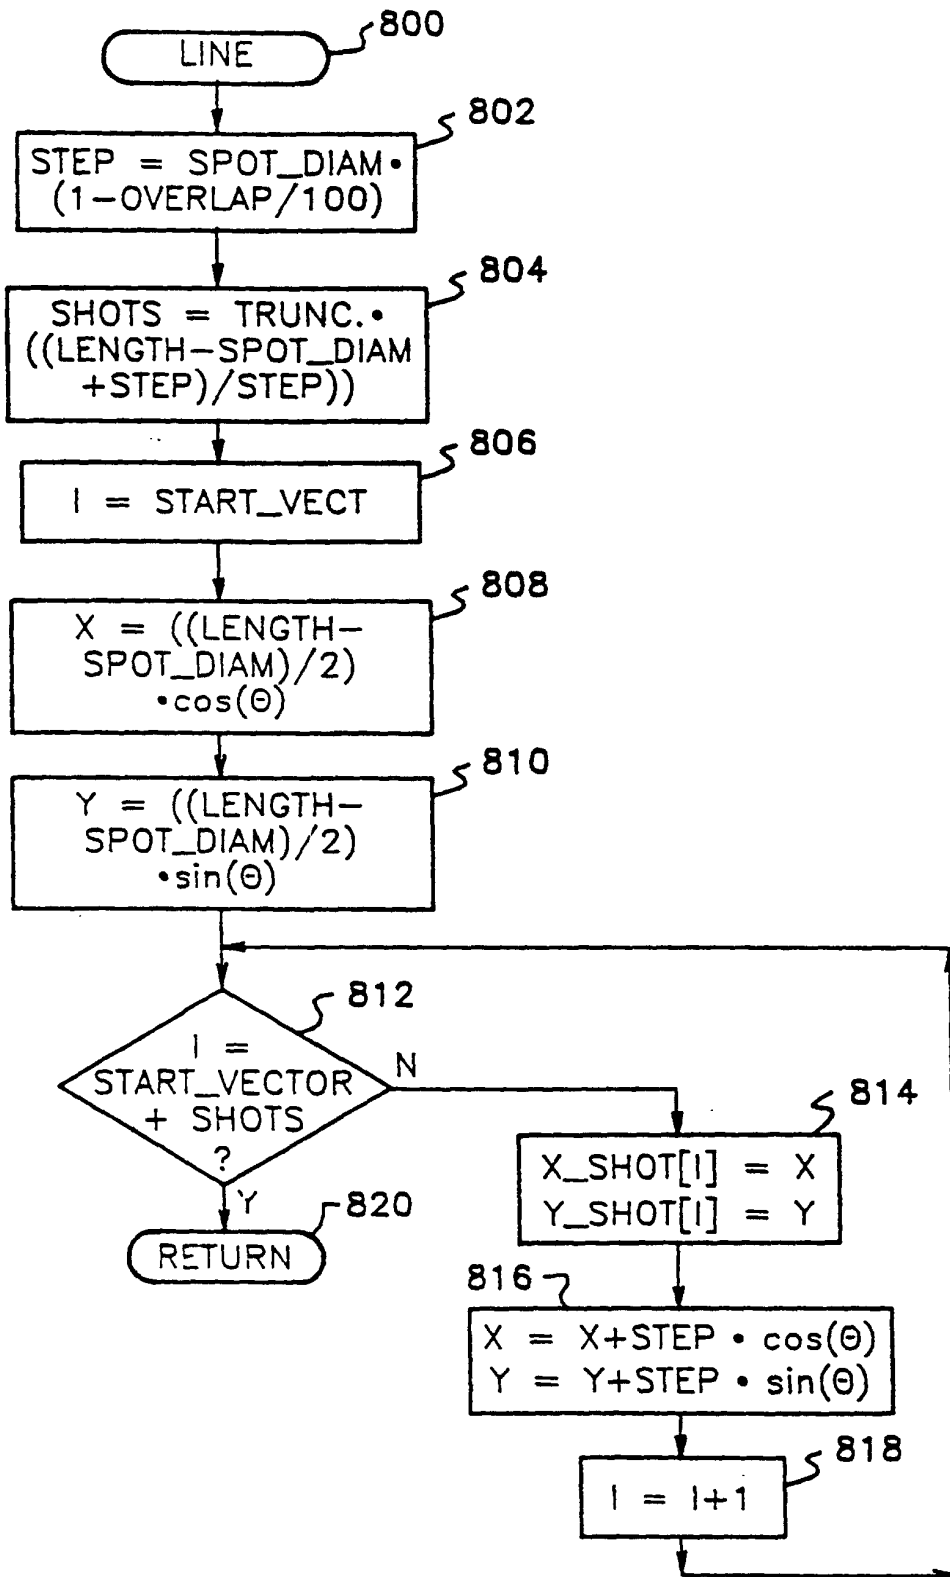 800
LINE
802
STEP = SPOT_DIAM•
(1-OVERLAP/100)
804
SHOTS = TRUNC.•
((LENGTH-SPOT_DIAM
+STEP)/STEP))
806
I = START_VECT
808
X = ((LENGTH-
SPOT_DIAM)/2)
•cos(Θ)
810
Y = ((LENGTH-
SPOT_DIAM)/2)
•sin(Θ)
812
I =
START_VECTOR
+ SHOTS
?
N
Y
820
RETURN
814
X_SHOT[I] = X
Y_SHOT[I] = Y
816
X = X+STEP • cos(Θ)
Y = Y+STEP • sin(Θ)
818
I = I+1